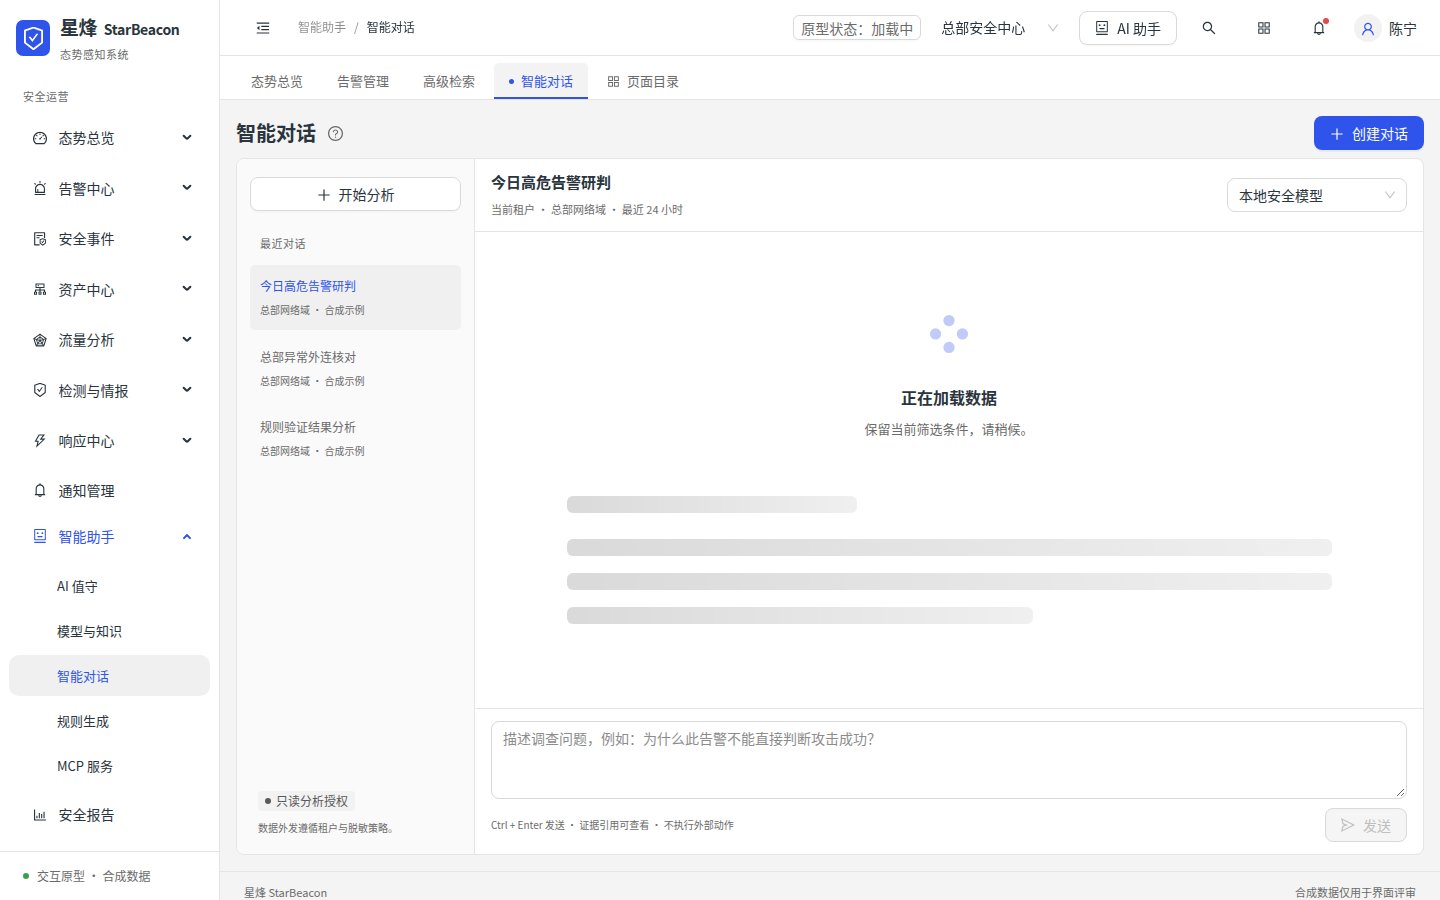 星烽 StarBeacon
态势感知系统
安全运营
态势总览
告警中心
安全事件
资产中心
流量分析
检测与情报
响应中心
通知管理
智能助手
AI 值守
模型与知识
智能对话
规则生成
MCP 服务
安全报告
交互原型 · 合成数据
智能助手 / 智能对话
原型状态：加载中
总部安全中心
AI 助手
陈宁
态势总览
告警管理
高级检索
智能对话
页面目录
智能对话
创建对话
开始分析
最近对话
今日高危告警研判
总部网络域 · 合成示例
总部异常外连核对
总部网络域 · 合成示例
规则验证结果分析
总部网络域 · 合成示例
只读分析授权
数据外发遵循租户与脱敏策略。
今日高危告警研判
当前租户 · 总部网络域 · 最近 24 小时
本地安全模型
正在加载数据
保留当前筛选条件，请稍候。
描述调查问题，例如：为什么此告警不能直接判断攻击成功？
Ctrl + Enter 发送 · 证据引用可查看 · 不执行外部动作
发送
星烽 StarBeacon
合成数据仅用于界面评审